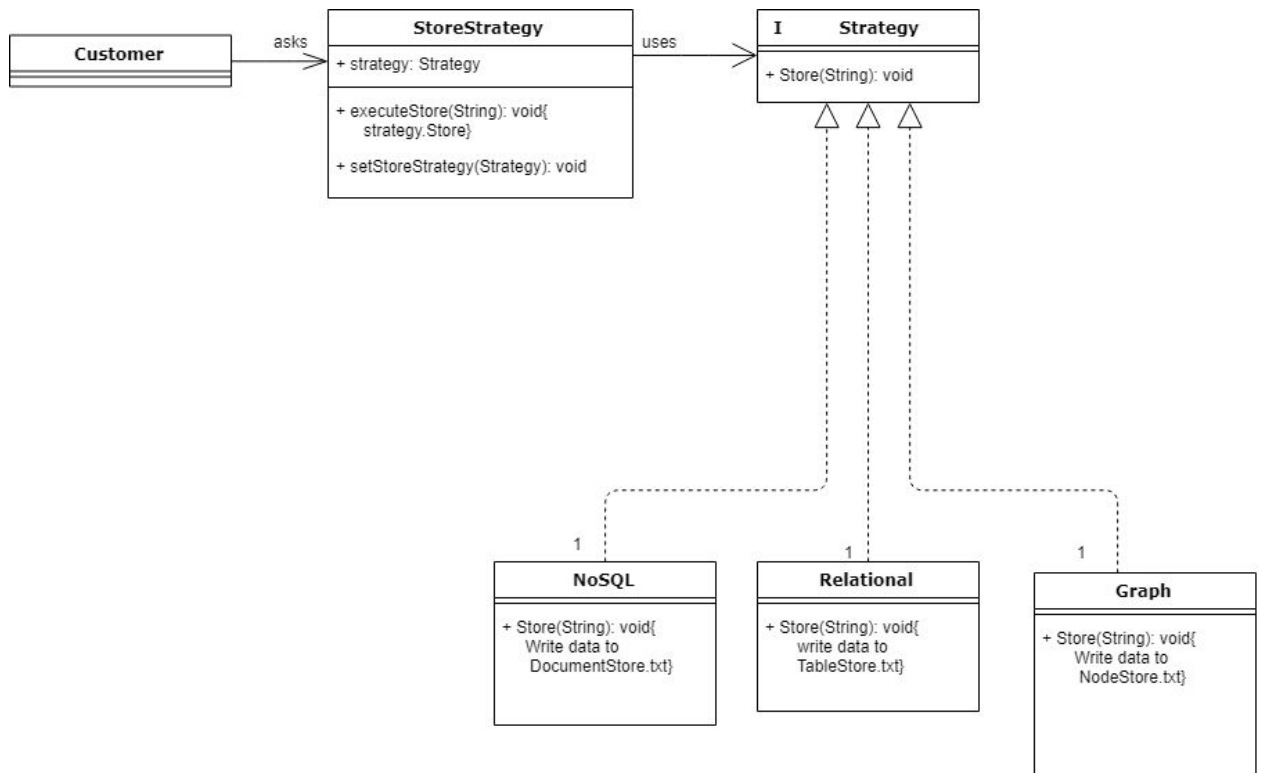 Customer
asks
StoreStrategy
+ strategy: Strategy
+ executeStore(String): void{
strategy.Store}
+ setStoreStrategy(Strategy): void
uses
I Strategy
+ Store(String): void
1
NoSQL
+ Store(String): void{
Write data to
DocumentStore.txt}
1
Relational
+ Store(String): void{
write data to
TableStore.txt}
1
Graph
+ Store(String): void{
Write data to
NodeStore.txt}